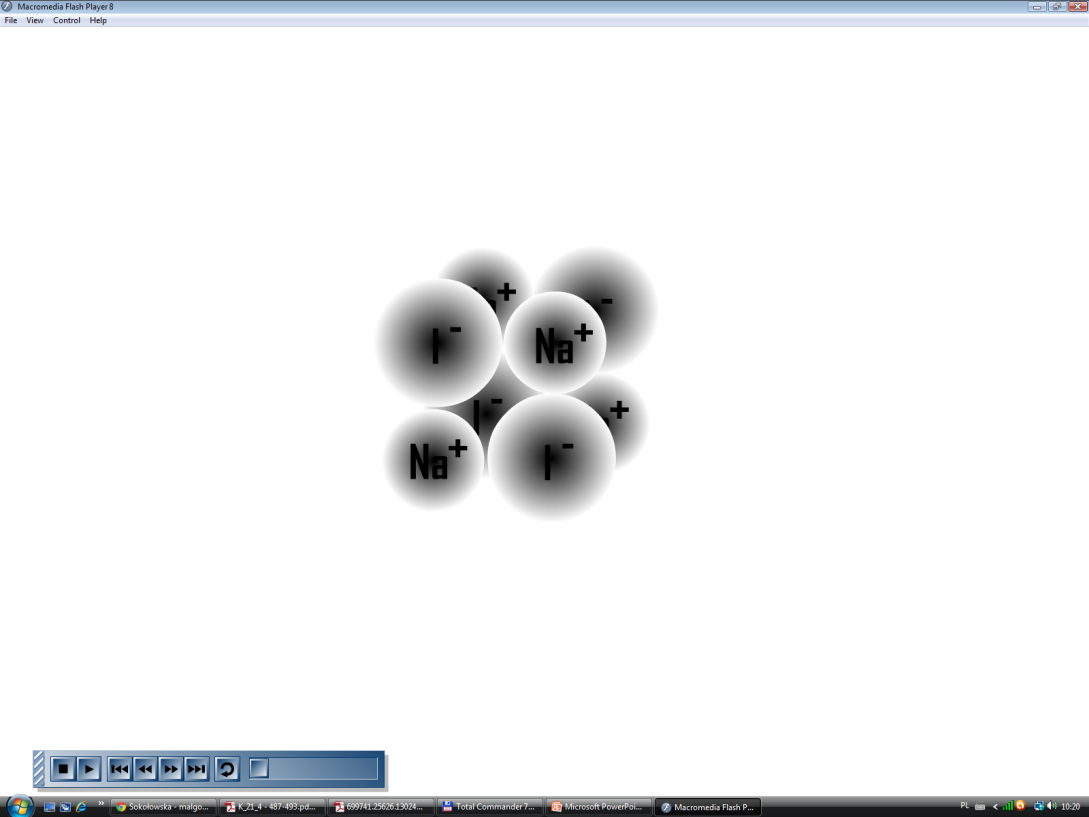 Macromedia Flash Player 8
File View Control Help
+
-
I-
Na+
I-
+
Na+
I-
Sokołowska - malgo...
K_21_4 - 487-493.pd...
699741.25626.13024...
Total Commander 7....
Microsoft PowerPoi...
Macromedia Flash P...
PL
10:20